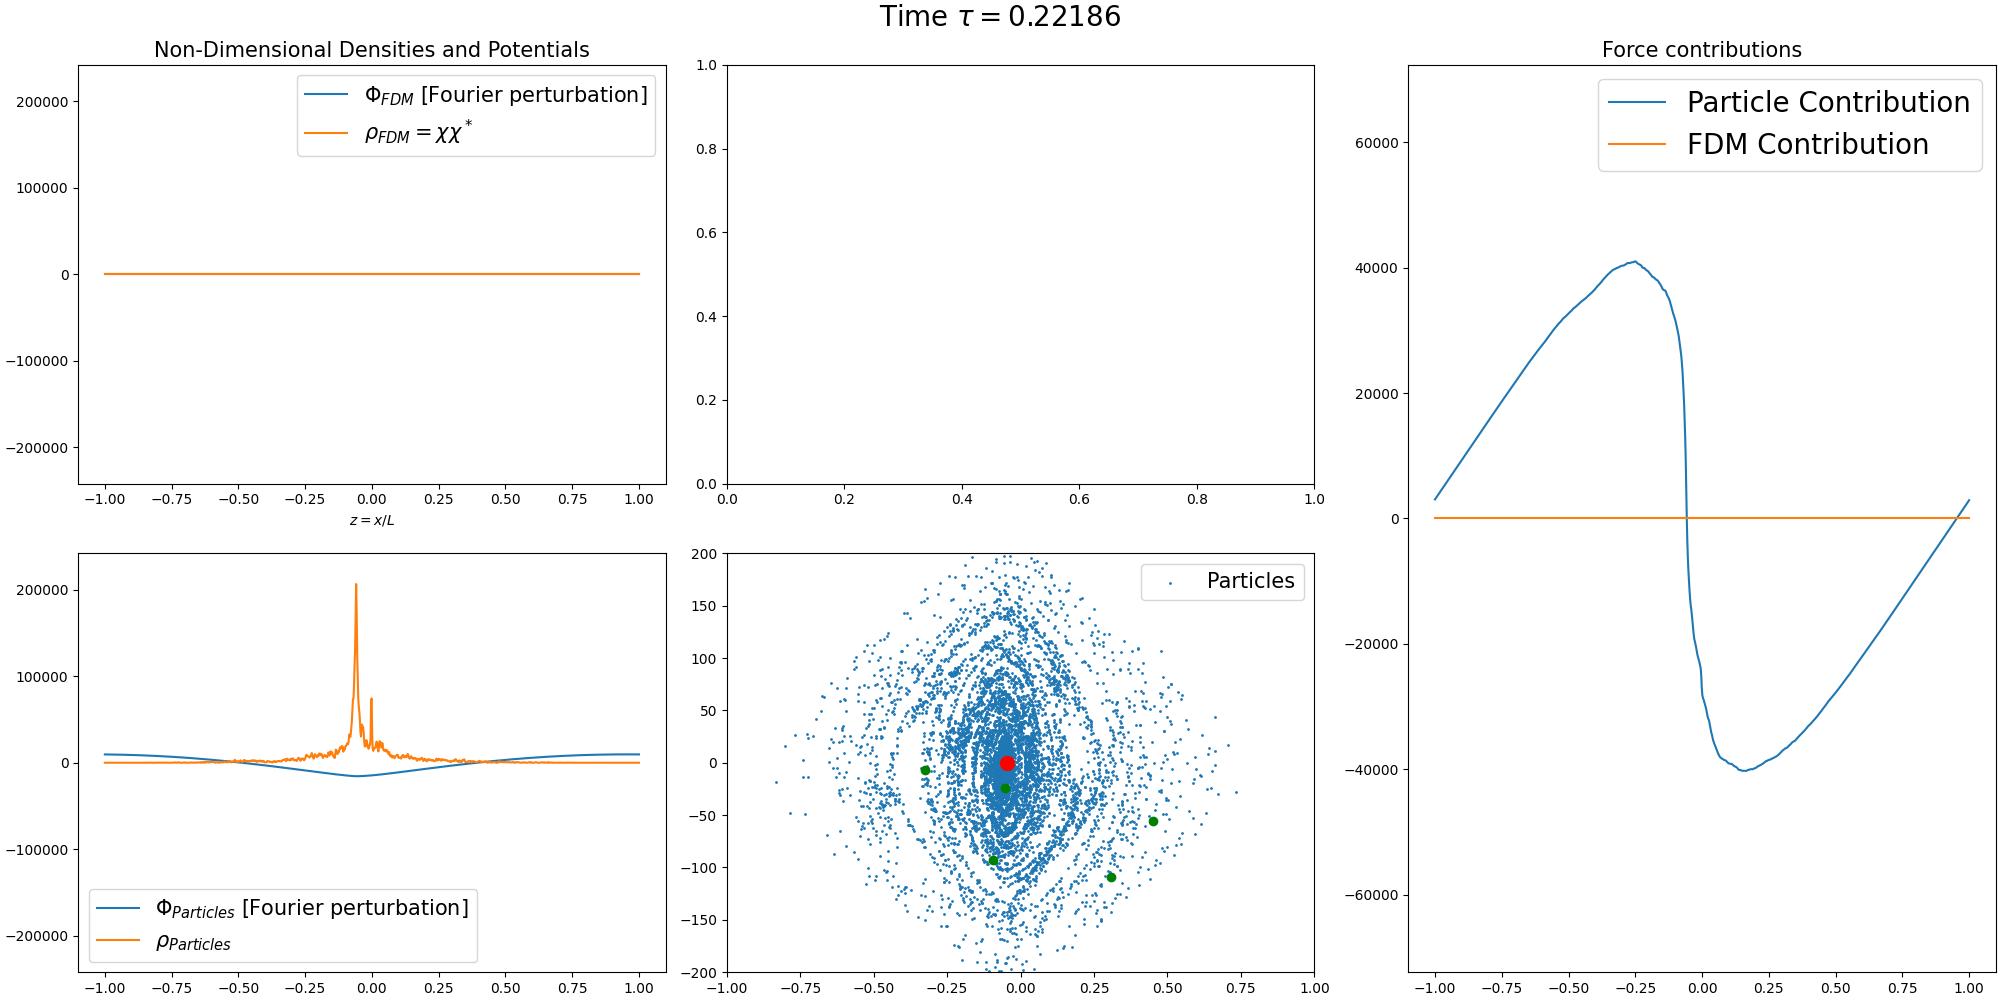 Time τ = 0.22186
Non-Dimensional Densities and Potentials
Φ_FDM [Fourier perturbation]
ρ_FDM = χχ*
200000
100000
0
−100000
−200000
−1.00 −0.75 −0.50 −0.25 0.00 0.25 0.50 0.75 1.00
z = x/L
1.0
0.8
0.6
0.4
0.2
0.0
0.0 0.2 0.4 0.6 0.8 1.0
Force contributions
Particle Contribution
FDM Contribution
60000
40000
20000
0
−20000
−40000
−60000
−1.00 −0.75 −0.50 −0.25 0.00 0.25 0.50 0.75 1.00
200000
100000
0
−100000
−200000
Φ_Particles [Fourier perturbation]
ρ_Particles
−1.00 −0.75 −0.50 −0.25 0.00 0.25 0.50 0.75 1.00
Particles
200
150
100
50
0
−50
−100
−150
−200
−1.00 −0.75 −0.50 −0.25 0.00 0.25 0.50 0.75 1.00